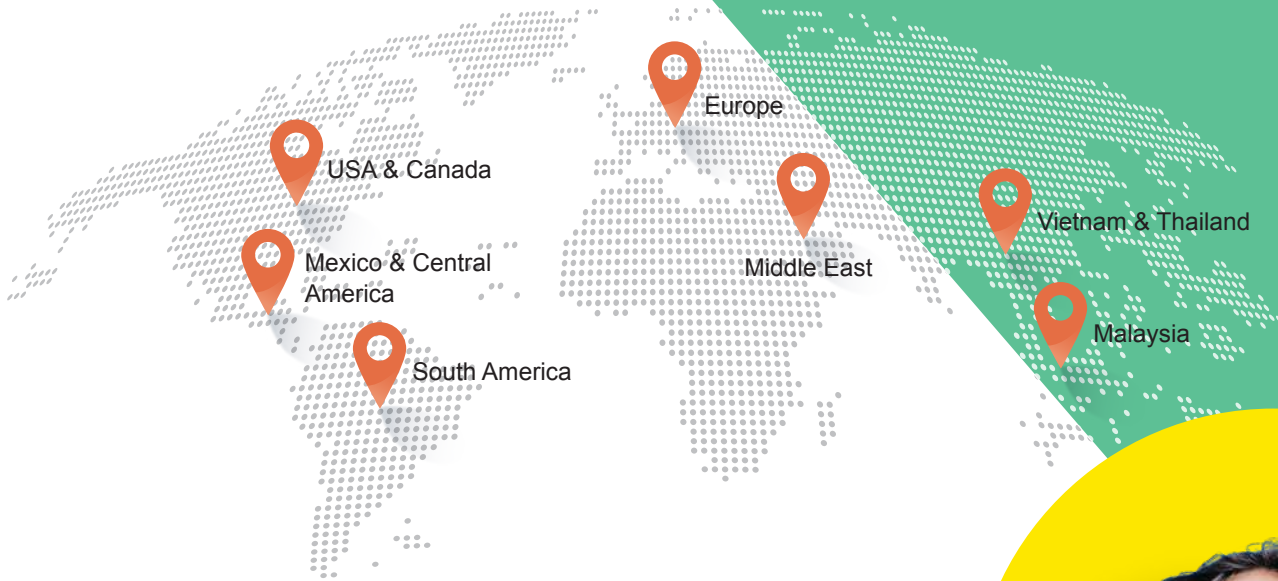 Europe
USA & Canada
Vietnam & Thailand
Mexico & Central
America
Middle East
Malaysia
South America